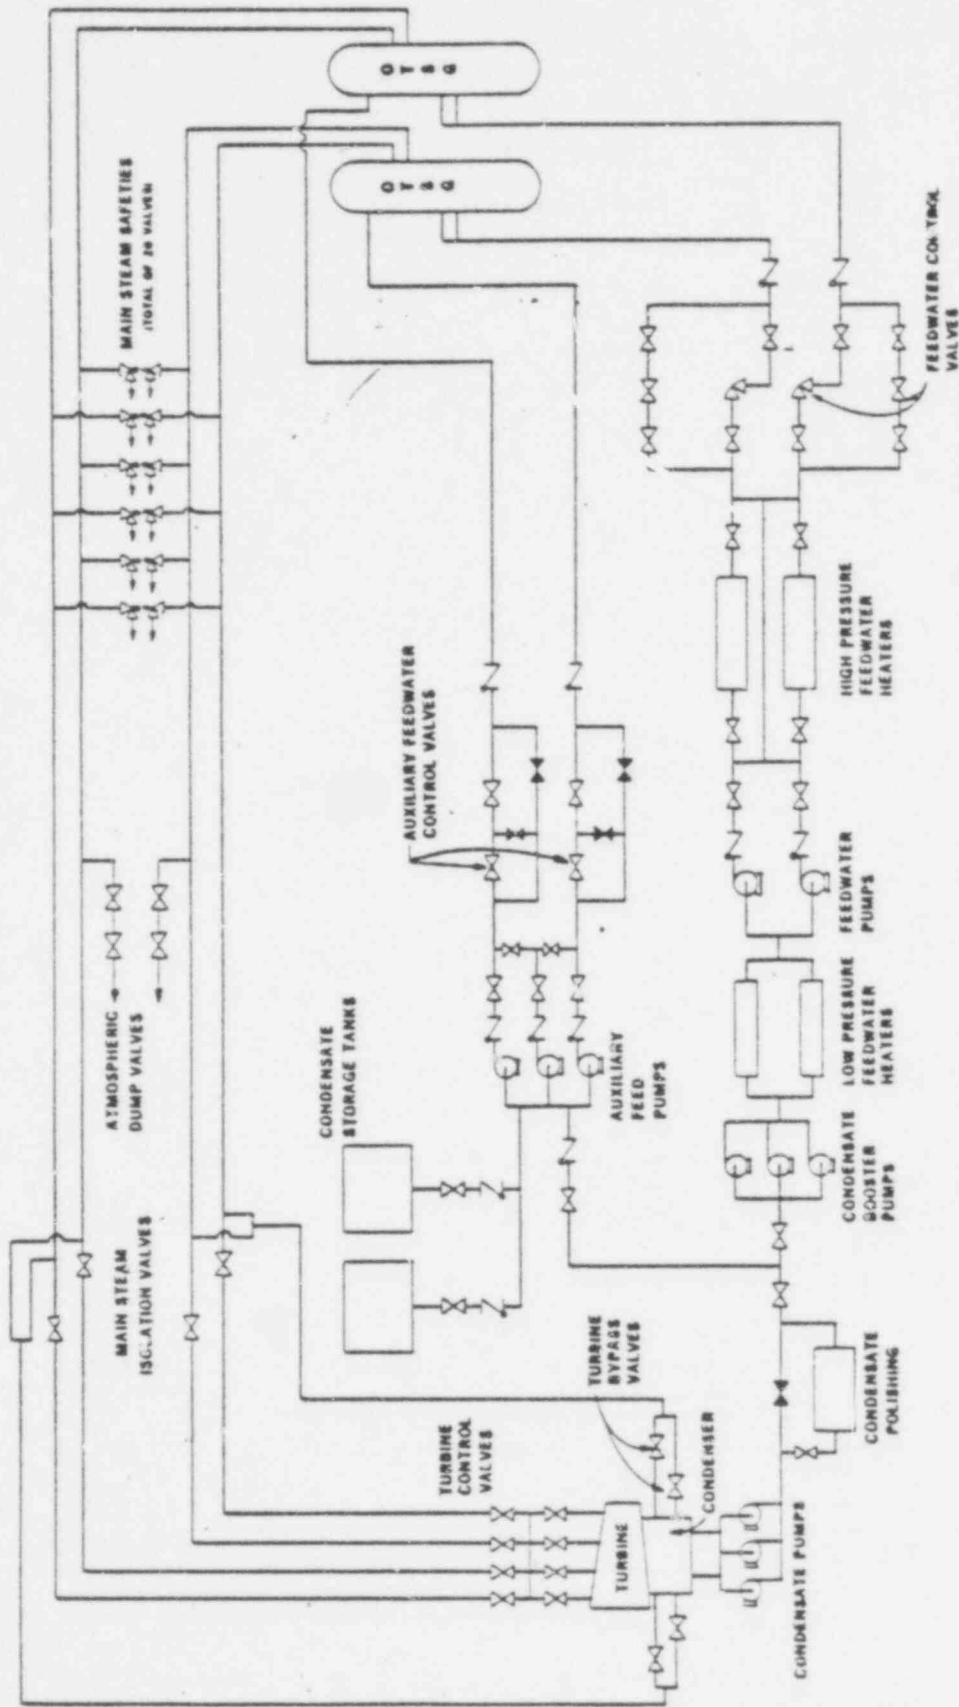 OTSG
OTSG
MAIN STEAM SAFETIES
(TOTAL OF 20 VALVES)
ATMOSPHERIC
DUMP VALVES
MAIN STEAM
ISOLATION VALVES
FEEDWATER CONTROL
VALVES
AUXILIARY FEEDWATER
CONTROL VALVES
HIGH PRESSURE
FEEDWATER
HEATERS
CONDENSATE
STORAGE TANKS
AUXILIARY
FEED
PUMPS
FEEDWATER
PUMPS
LOW PRESSURE
FEEDWATER
HEATERS
CONDENSATE
BOOSTER
PUMPS
TURBINE
CONTROL
VALVES
TURBINE
BYPASS
VALVES
TURBINE
CONDENSER
CONDENSATE
POLISHING
CONDENSATE PUMPS